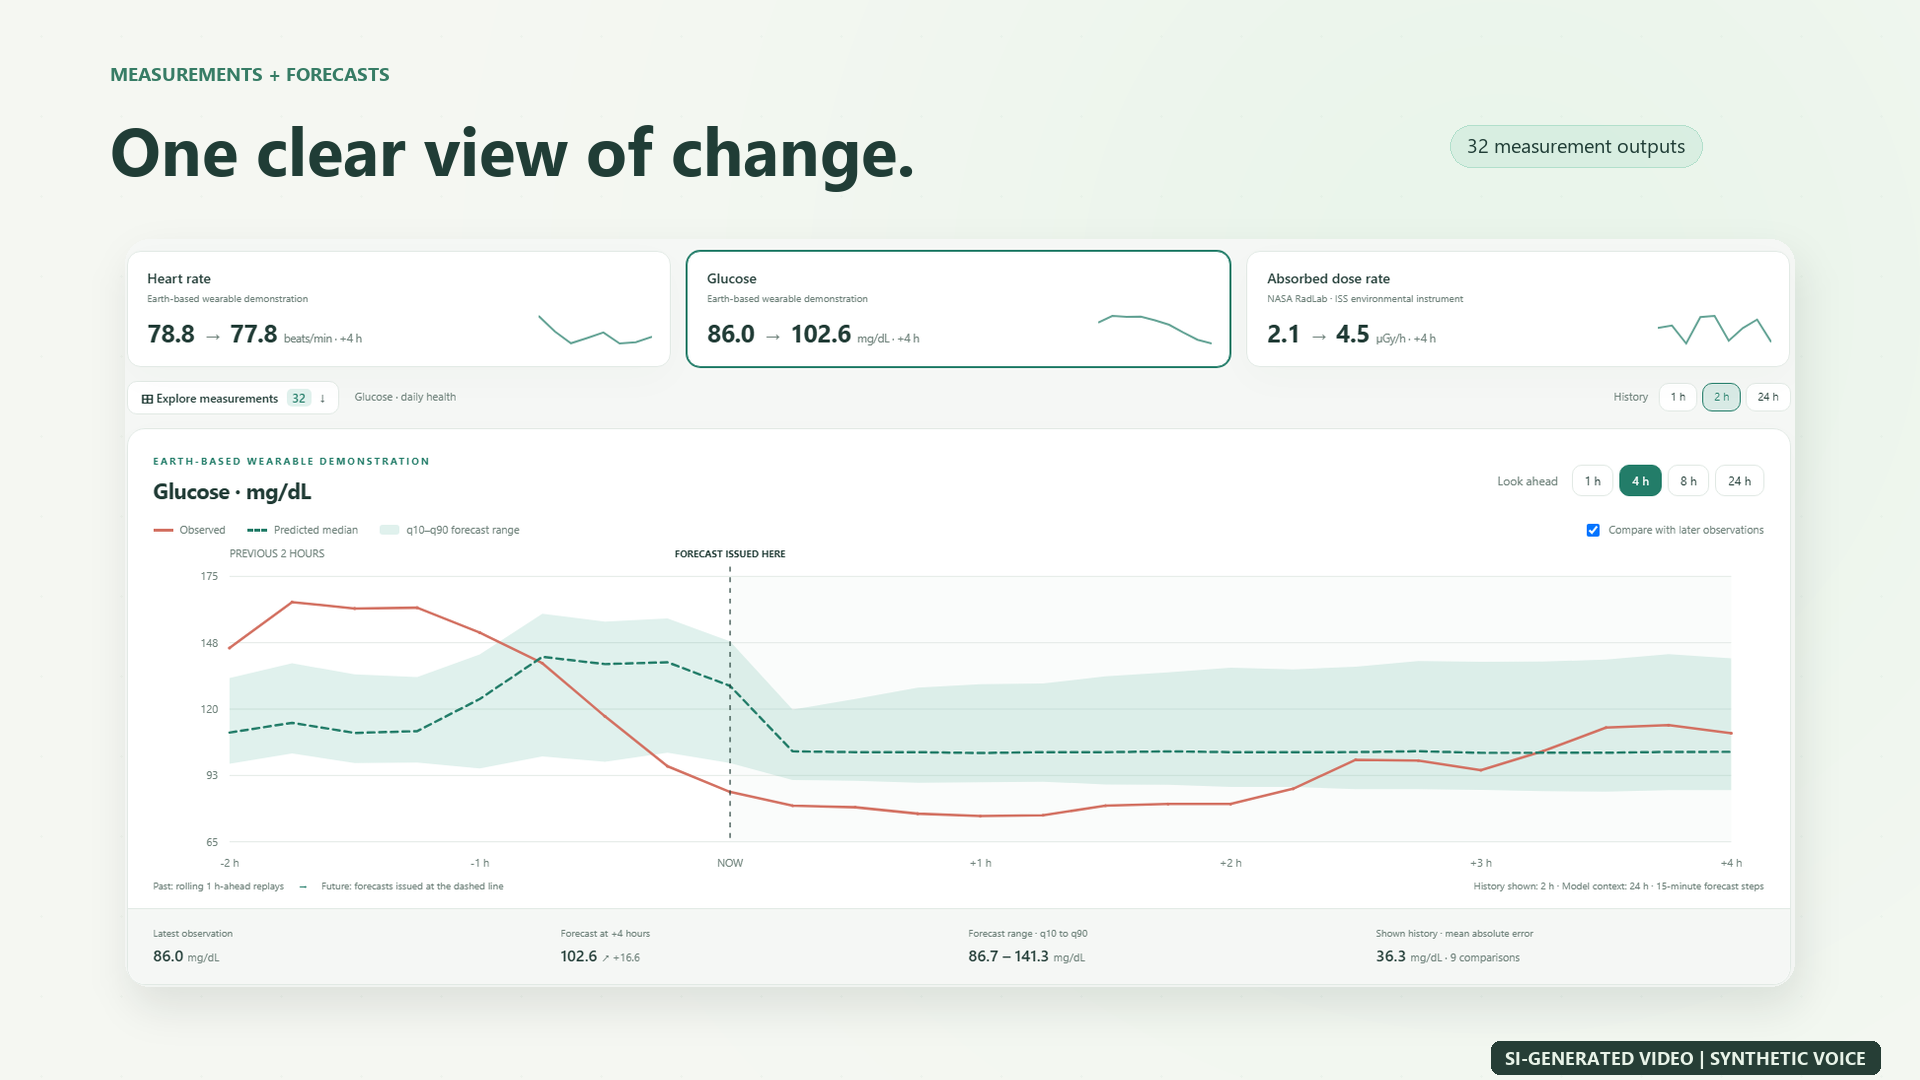 MEASUREMENTS + FORECASTS
One clear view of change.
32 measurement outputs
Heart rate
Earth-based wearable demonstration
78.8 → 77.8 beats/min · +4 h
Glucose
Earth-based wearable demonstration
86.0 → 102.6 mg/dL · +4 h
Absorbed dose rate
NASA RadLab · ISS environmental instrument
2.1 → 4.5 µGy/h · +4 h
Explore measurements 32 ↓
Glucose · daily health
History 1 h 2 h 24 h
EARTH-BASED WEARABLE DEMONSTRATION
Glucose · mg/dL
Look ahead 1 h 4 h 8 h 24 h
Observed Predicted median q10–q90 forecast range
Compare with later observations
PREVIOUS 2 HOURS
FORECAST ISSUED HERE
175
148
120
93
65
-2 h -1 h NOW +1 h +2 h +3 h +4 h
Past: rolling 1 h-ahead replays — Future: forecasts issued at the dashed line
History shown: 2 h · Model context: 24 h · 15-minute forecast steps
Latest observation
86.0 mg/dL
Forecast at +4 hours
102.6 ↗ +16.6
Forecast range · q10 to q90
86.7 – 141.3 mg/dL
Shown history · mean absolute error
36.3 mg/dL · 9 comparisons
SI-GENERATED VIDEO | SYNTHETIC VOICE